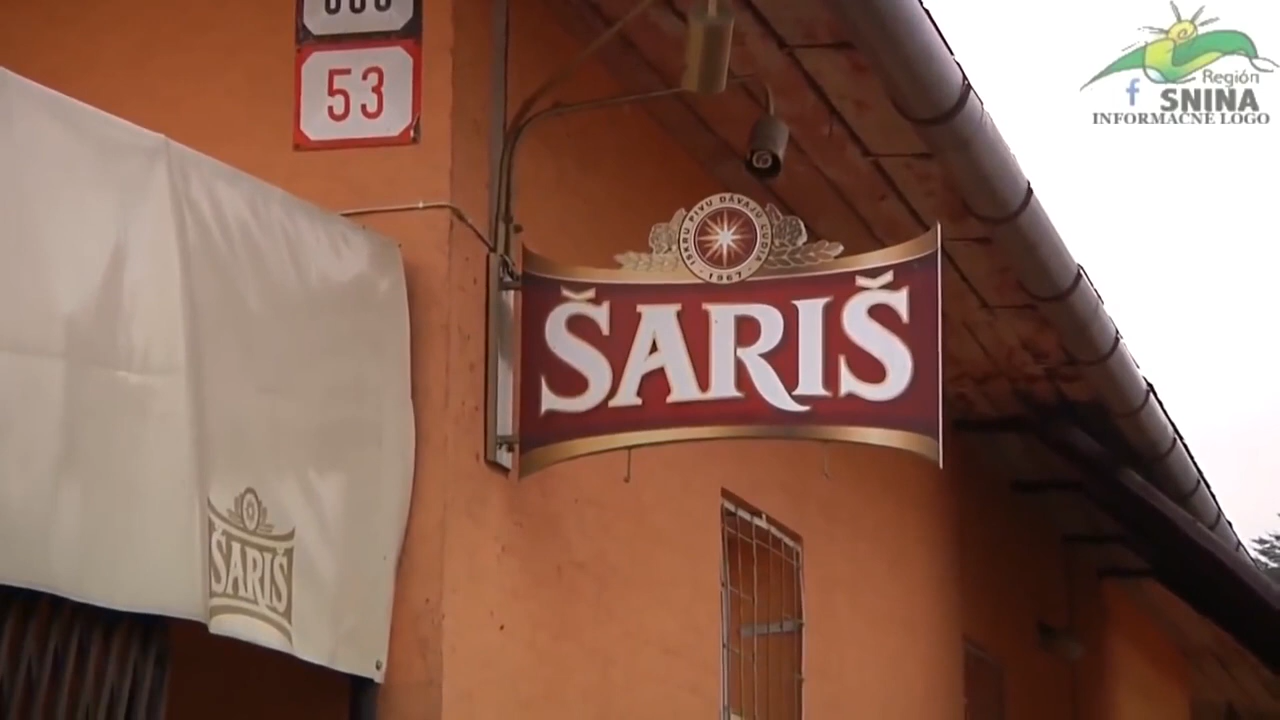 53
Región
SNINA
INFORMAČNÉ LOGO
ISKRU PIVU DÁVAJÚ ĽUDIA
1967
ŠARIŠ
ŠARIŠ